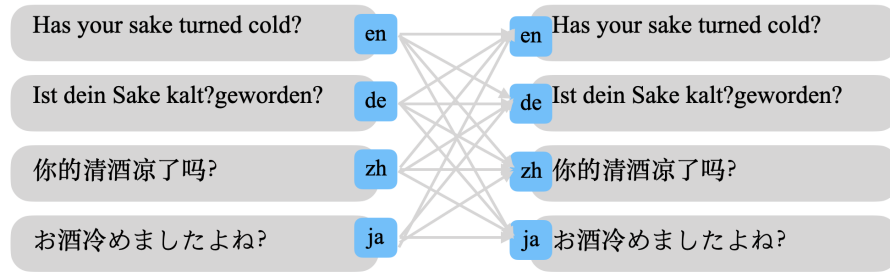 Has your sake turned cold? en en Has your sake turned cold?
Ist dein Sake kalt?geworden? de de Ist dein Sake kalt?geworden?
你的清酒凉了吗? zh zh 你的清酒凉了吗?
お酒冷めましたよね? ja ja お酒冷めましたよね?